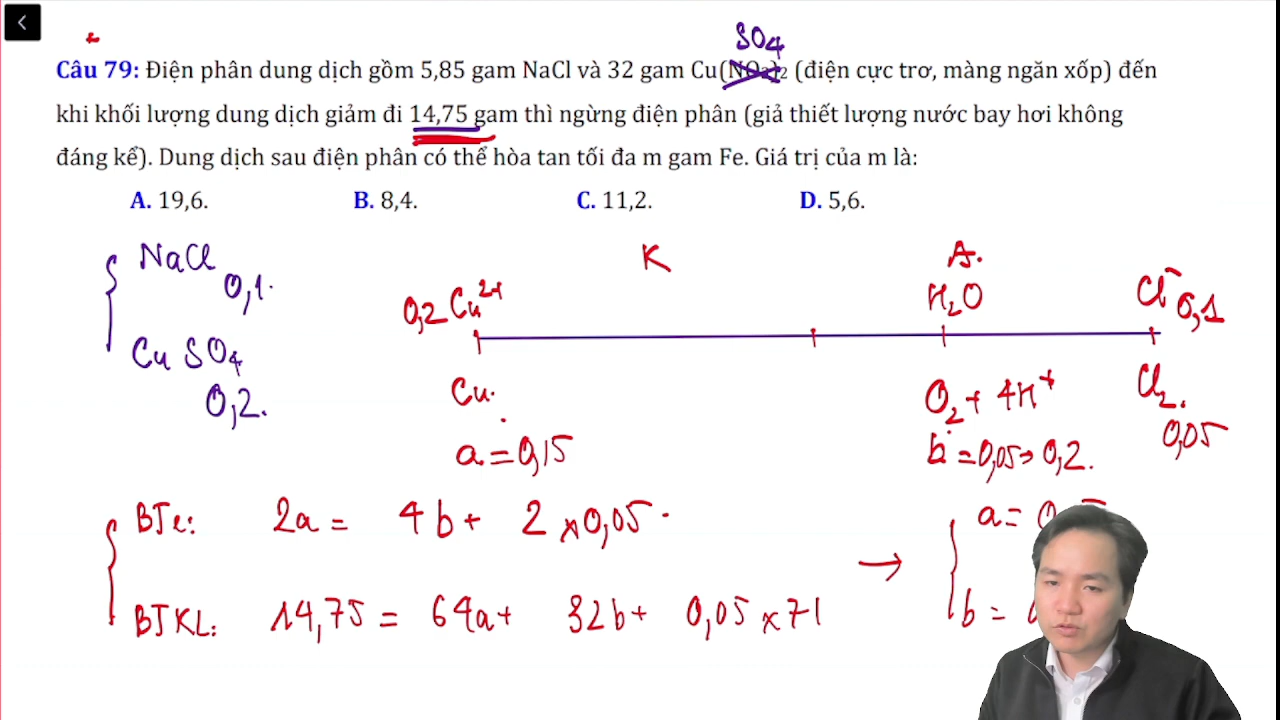 SO4
Câu 79: Điện phân dung dịch gồm 5,85 gam NaCl và 32 gam Cu(NO3)2 (điện cực trơ, màng ngăn xốp) đến
khi khối lượng dung dịch giảm đi 14,75 gam thì ngừng điện phân (giả thiết lượng nước bay hơi không
đáng kể). Dung dịch sau điện phân có thể hòa tan tối đa m gam Fe. Giá trị của m là:
A. 19,6. B. 8,4. C. 11,2. D. 5,6.
NaCl
0,1.
CuSO4
0,2.
K A.
0,2 Cu2+ H2O Cl- 0,1
Cu. O2 + 4H+ Cl2.
0,05
a = 0,15 b = 0,05 → 0,2.
BTe: 2a = 4b + 2 × 0,05.
BTKL: 14,75 = 64a + 32b + 0,05 × 71
→
a = 0
b =